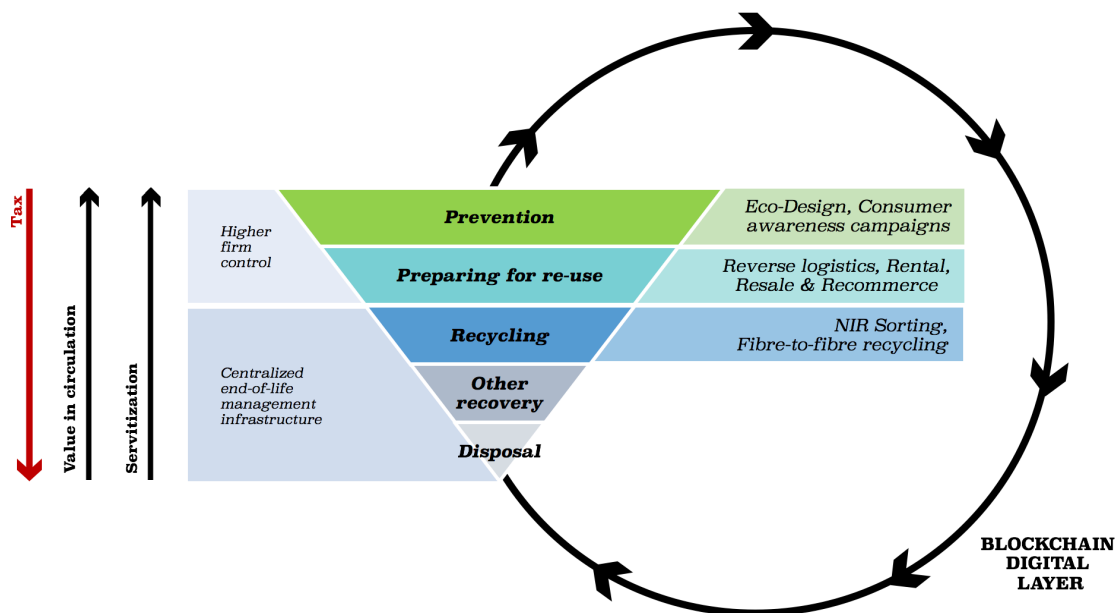 Tax
Value in circulation
Servitization
Higher
firm
control
Centralized
end-of-life
management
infrastructure
Prevention
Preparing for re-use
Recycling
Other
recovery
Disposal
Eco-Design, Consumer
awareness campaigns
Reverse logistics, Rental,
Resale & Recommerce
NIR Sorting,
Fibre-to-fibre recycling
BLOCKCHAIN
DIGITAL
LAYER